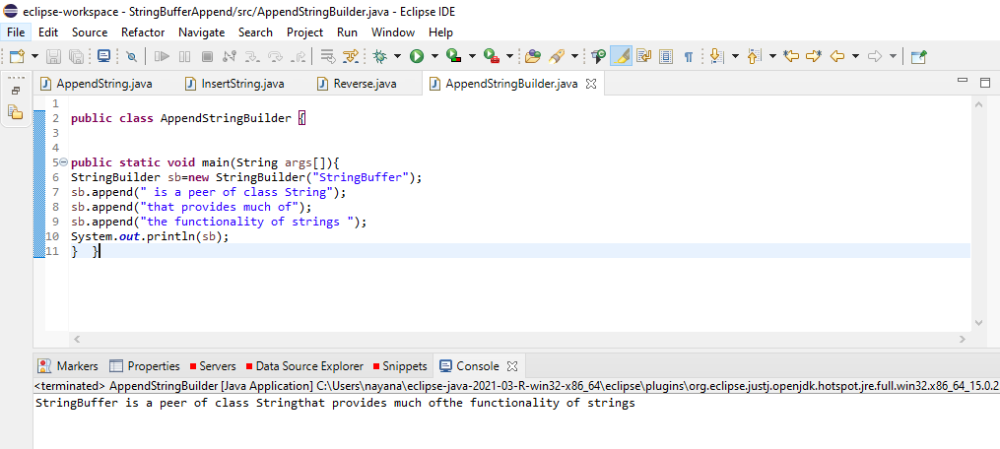 eclipse-workspace - StringBufferAppend/src/AppendStringBuilder.java - Eclipse IDE
File Edit Source Refactor Navigate Search Project Run Window Help
AppendString.java InsertString.java Reverse.java AppendStringBuilder.java
1
2 public class AppendStringBuilder {
3
4
5 public static void main(String args[]){
6 StringBuilder sb=new StringBuilder("StringBuffer");
7 sb.append(" is a peer of class String");
8 sb.append("that provides much of");
9 sb.append("the functionality of strings ");
10 System.out.println(sb);
11 }  }
Markers Properties Servers Data Source Explorer Snippets Console
<terminated> AppendStringBuilder [Java Application] C:\Users\nayana\eclipse-java-2021-03-R-win32-x86_64\eclipse\plugins\org.eclipse.justj.openjdk.hotspot.jre.full.win32.x86_64_15.0.2
StringBuffer is a peer of class Stringthat provides much ofthe functionality of strings